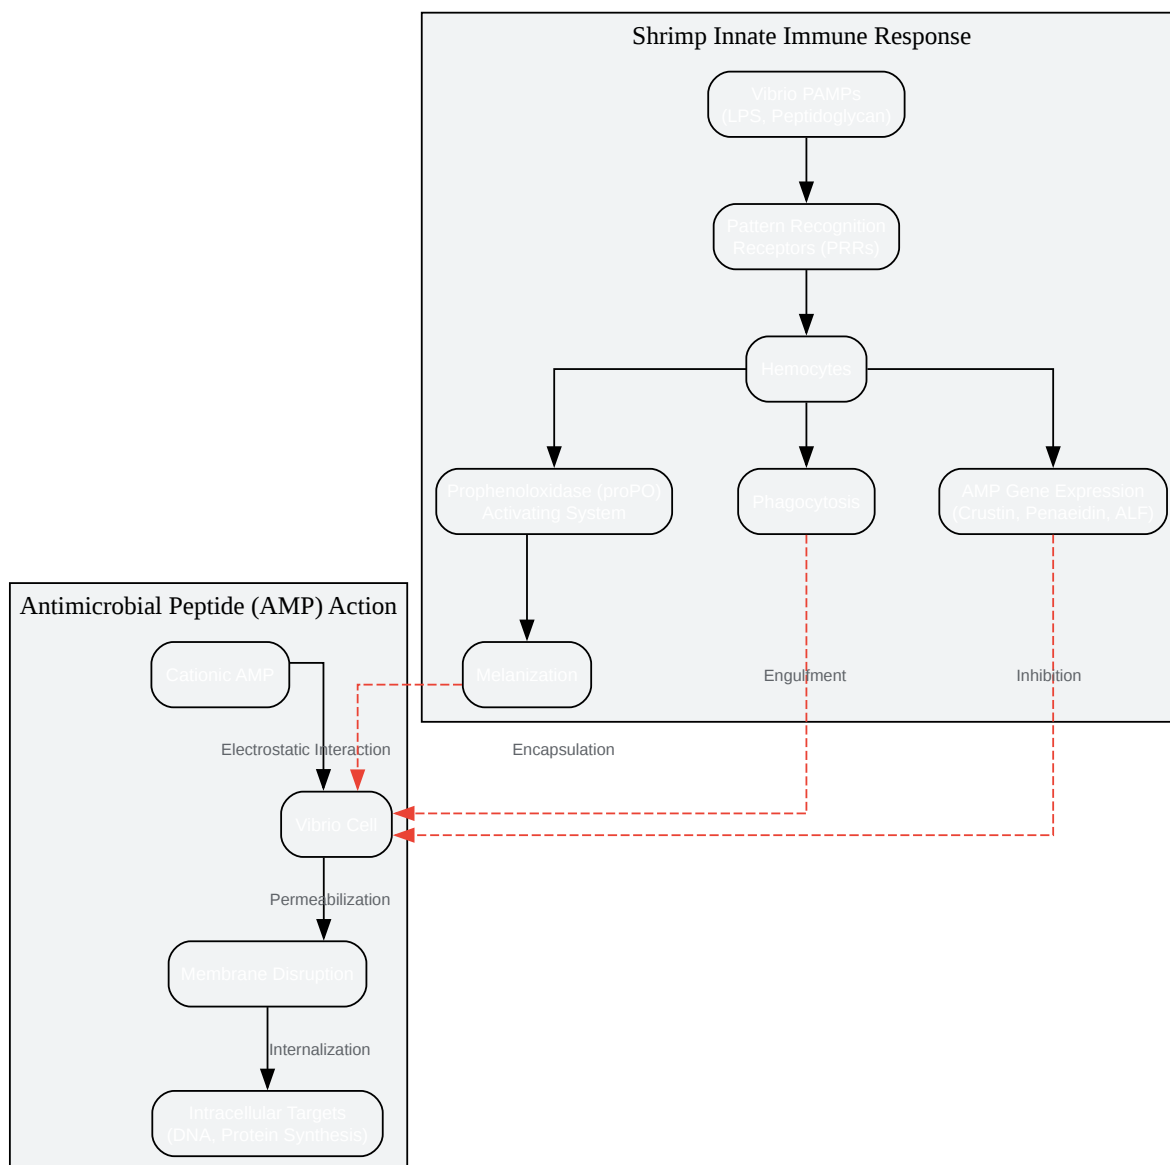 Shrimp Innate Immune Response
Vibrio PAMPs
(LPS, Peptidoglycan)
Pattern Recognition
Receptors (PRRs)
Hemocytes
Prophenoloxidase (proPO)
Activating System
Phagocytosis
AMP Gene Expression
(Crustin, Penaeidin, ALF)
Melanization
Engulfment
Inhibition
Encapsulation
Antimicrobial Peptide (AMP) Action
Cationic AMP
Electrostatic Interaction
Vibrio Cell
Permeabilization
Membrane Disruption
Internalization
Intracellular Targets
(DNA, Protein Synthesis)